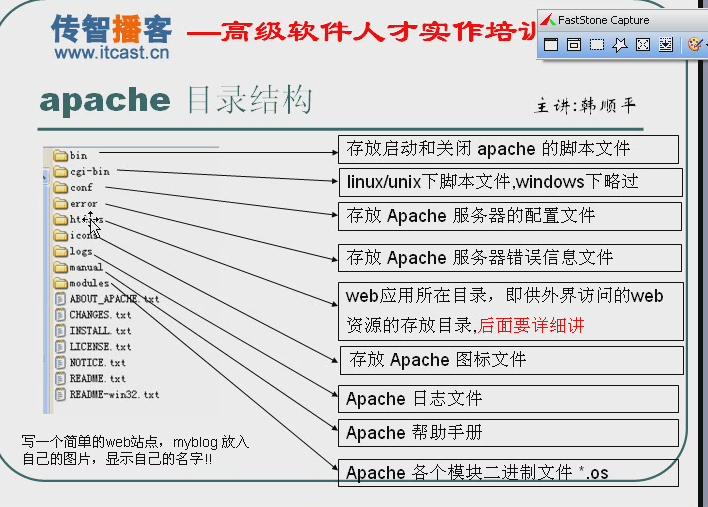 传智播客
www.itcast.cn
—高级软件人才实作培训
FastStone Capture
apache 目录结构
主讲:韩顺平
bin
cgi-bin
conf
error
icons
logs
manual
modules
ABOUT_APACHE.txt
CHANGES.txt
INSTALL.txt
LICENSE.txt
NOTICE.txt
README.txt
README-win32.txt
存放启动和关闭 apache 的脚本文件
linux/unix下脚本文件,windows下略过
存放 Apache 服务器的配置文件
存放 Apache 服务器错误信息文件
web应用所在目录，即供外界访问的web
资源的存放目录,后面要详细讲
存放 Apache 图标文件
Apache 日志文件
Apache 帮助手册
Apache 各个模块二进制文件 *.os
写一个简单的web站点，myblog 放入
自己的图片，显示自己的名字!!